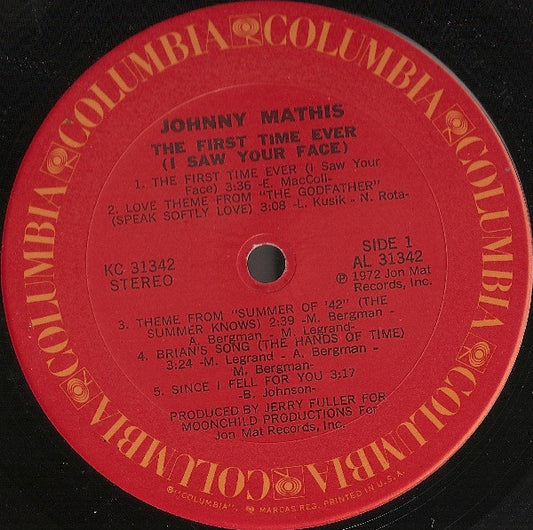 COLUMBIA COLUMBIA COLUMBIA COLUMBIA COLUMBIA COLUMBIA
JOHNNY MATHIS
THE FIRST TIME EVER
(I SAW YOUR FACE)
1. THE FIRST TIME EVER (I Saw Your
Face) 3:36 -E. MacColl-
2. LOVE THEME FROM "THE GODFATHER"
(SPEAK SOFTLY LOVE) 3:08 -L. Kusik - N. Rota-
KC 31342
STEREO
SIDE 1
AL 31342
Ⓟ 1972 Jon Mat
Records, Inc.
3. THEME FROM "SUMMER OF '42" (THE
SUMMER KNOWS) 2:39 -M. Bergman -
A. Bergman - M. Legrand-
4. BRIAN'S SONG (THE HANDS OF TIME)
3:24 -M. Legrand - A. Bergman -
M. Bergman-
5. SINCE I FELL FOR YOU 3:17
-B. Johnson-
PRODUCED BY JERRY FULLER FOR
MOONCHILD PRODUCTIONS For
Jon Mat Records, Inc.
"COLUMBIA", MARCAS REG. PRINTED IN U.S.A.